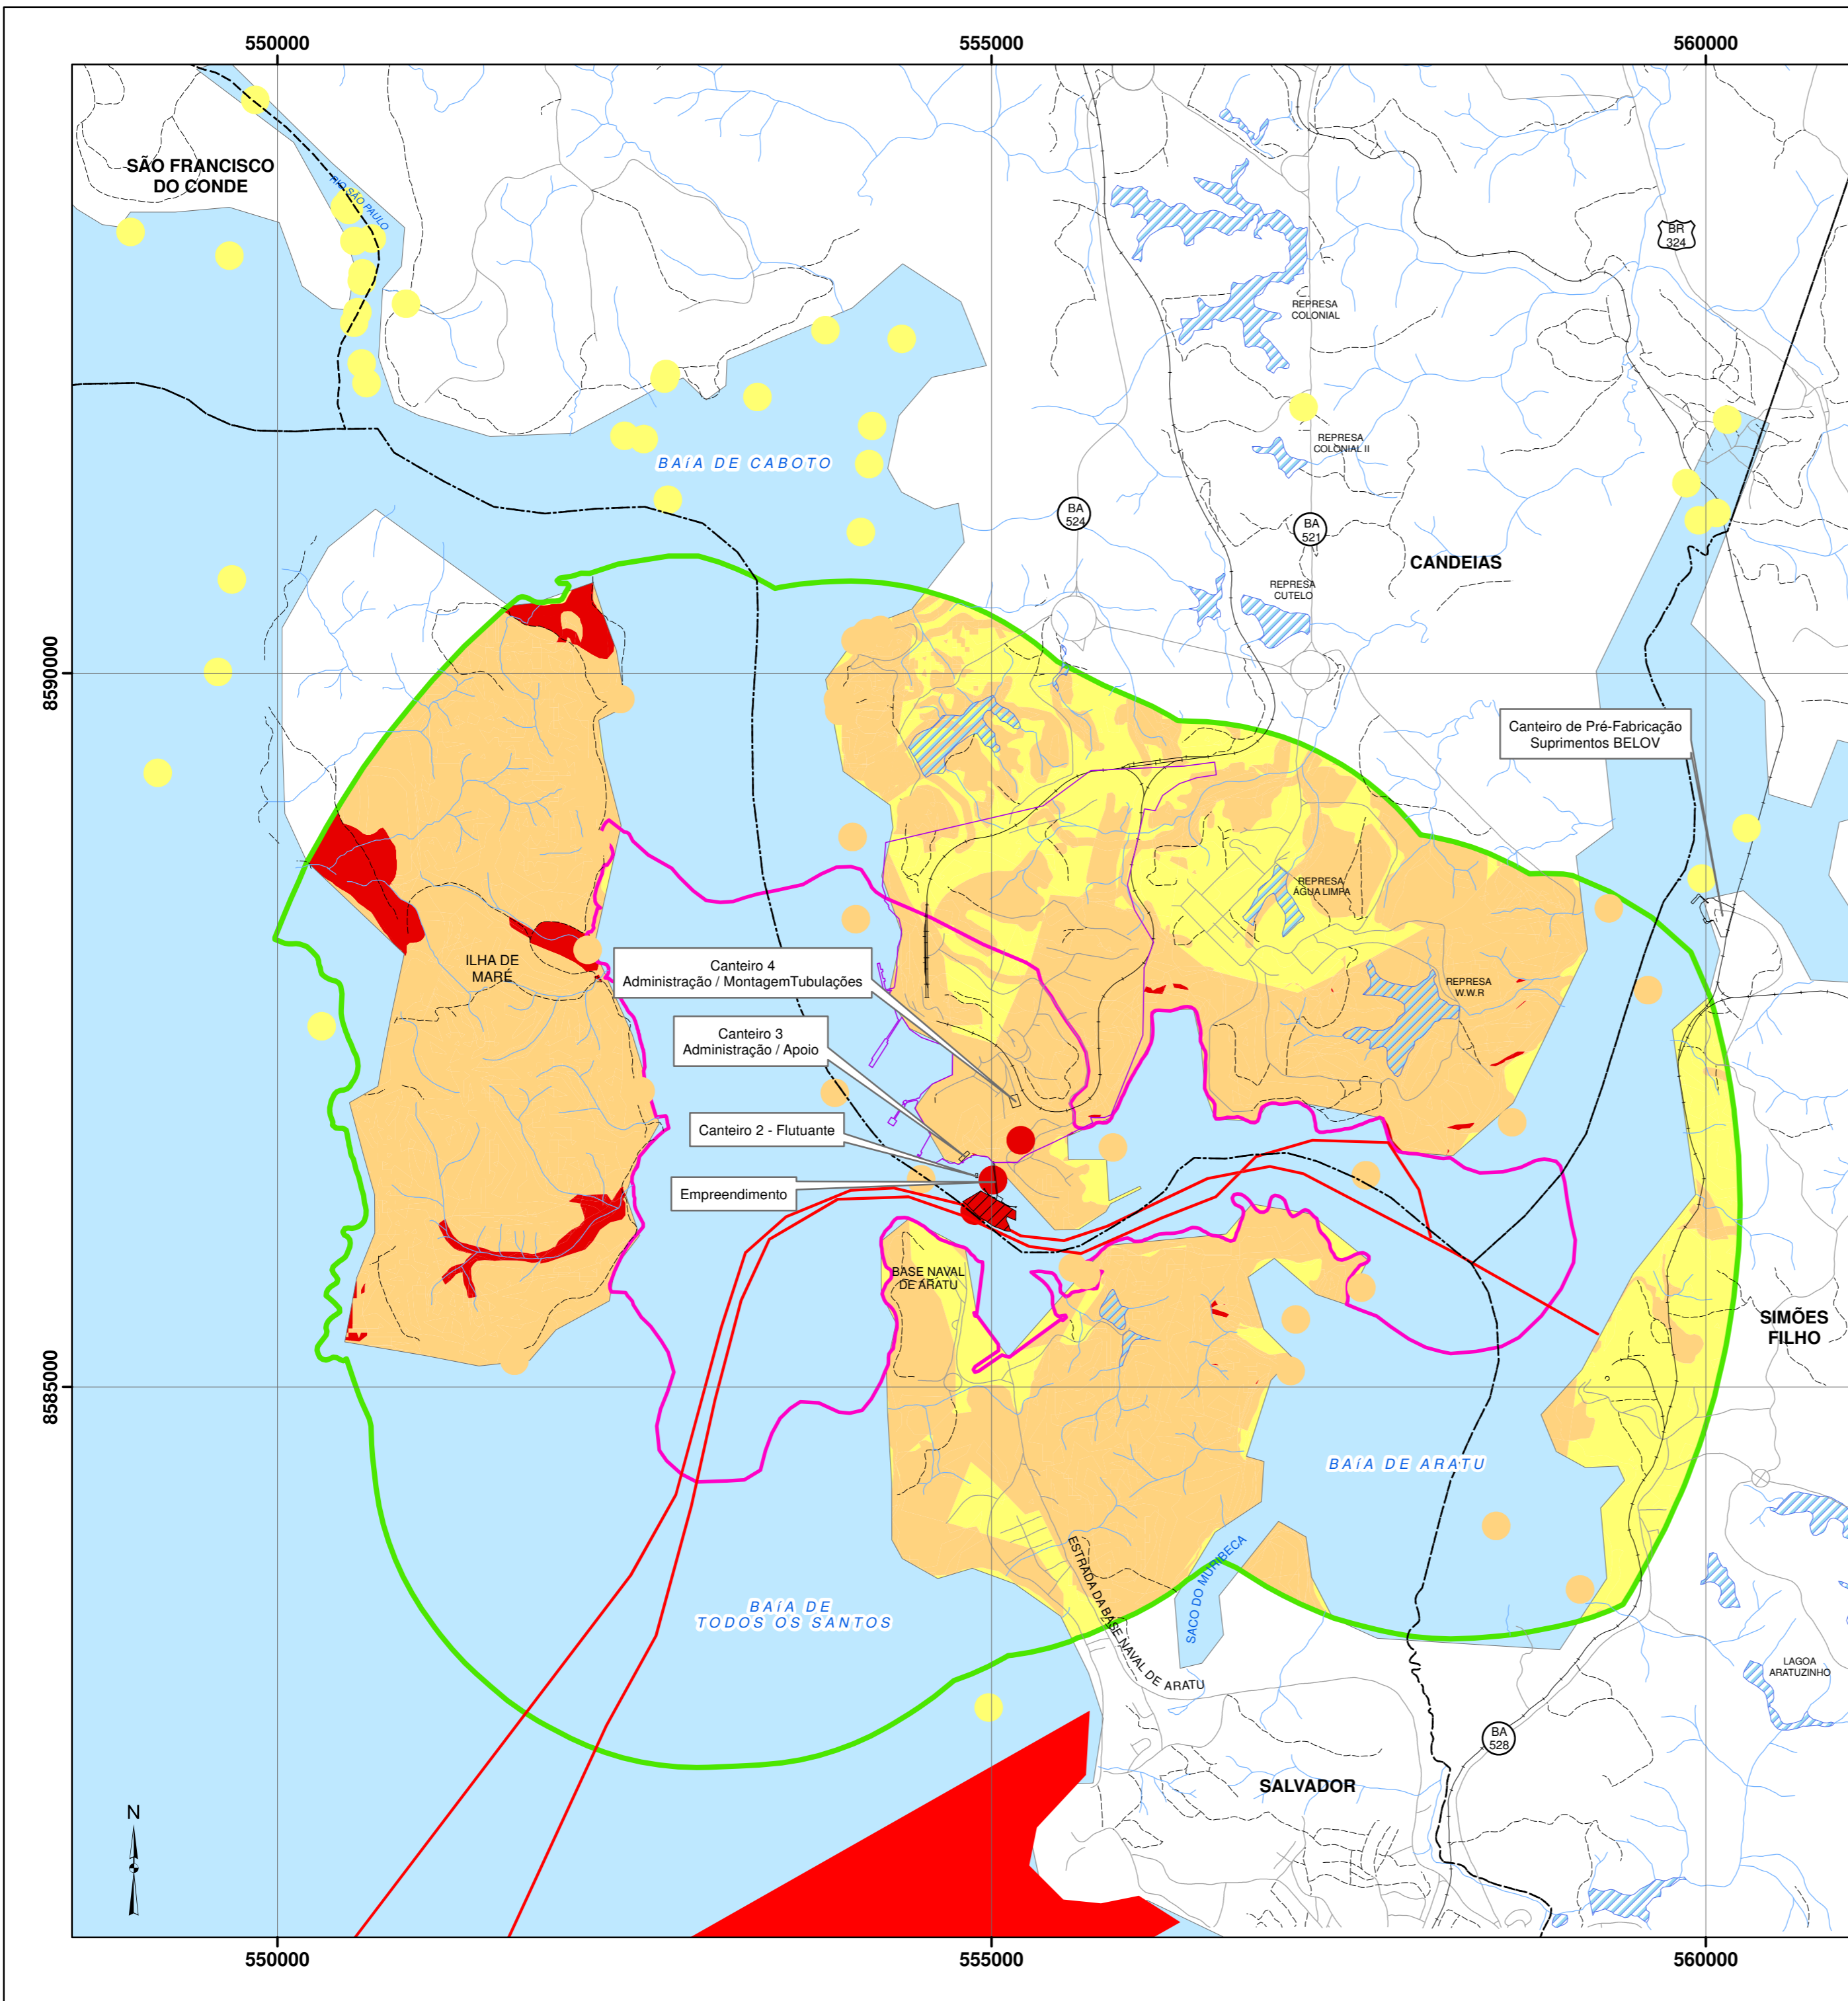 550000
555000
560000
SÃO FRANCISCO
DO CONDE
RIO SÃO PAULO
BR
324
REPRESA
COLONIAL
REPRESA
COLONIAL II
BAÍA DE CABOTO
BA
524
BA
521
CANDEIAS
REPRESA
CUTELO
8590000
Canteiro de Pré-Fabricação
Suprimentos BELOV
REPRESA
ÁGUA LIMPA
ILHA DE
MARÉ
Canteiro 4
Administração / MontagemTubulações
REPRESA
W.W.R
Canteiro 3
Administração / Apoio
Canteiro 2 - Flutuante
Empreendimento
BASE NAVAL
DE ARATU
SIMÕES
FILHO
8585000
BAÍA DE ARATU
ESTRADA DA BASE NAVAL DE ARATU
SACO DO MURIBECA
BAÍA DE
TODOS OS SANTOS
LAGOA
ARATUZINHO
BA
528
SALVADOR
N
550000
555000
560000